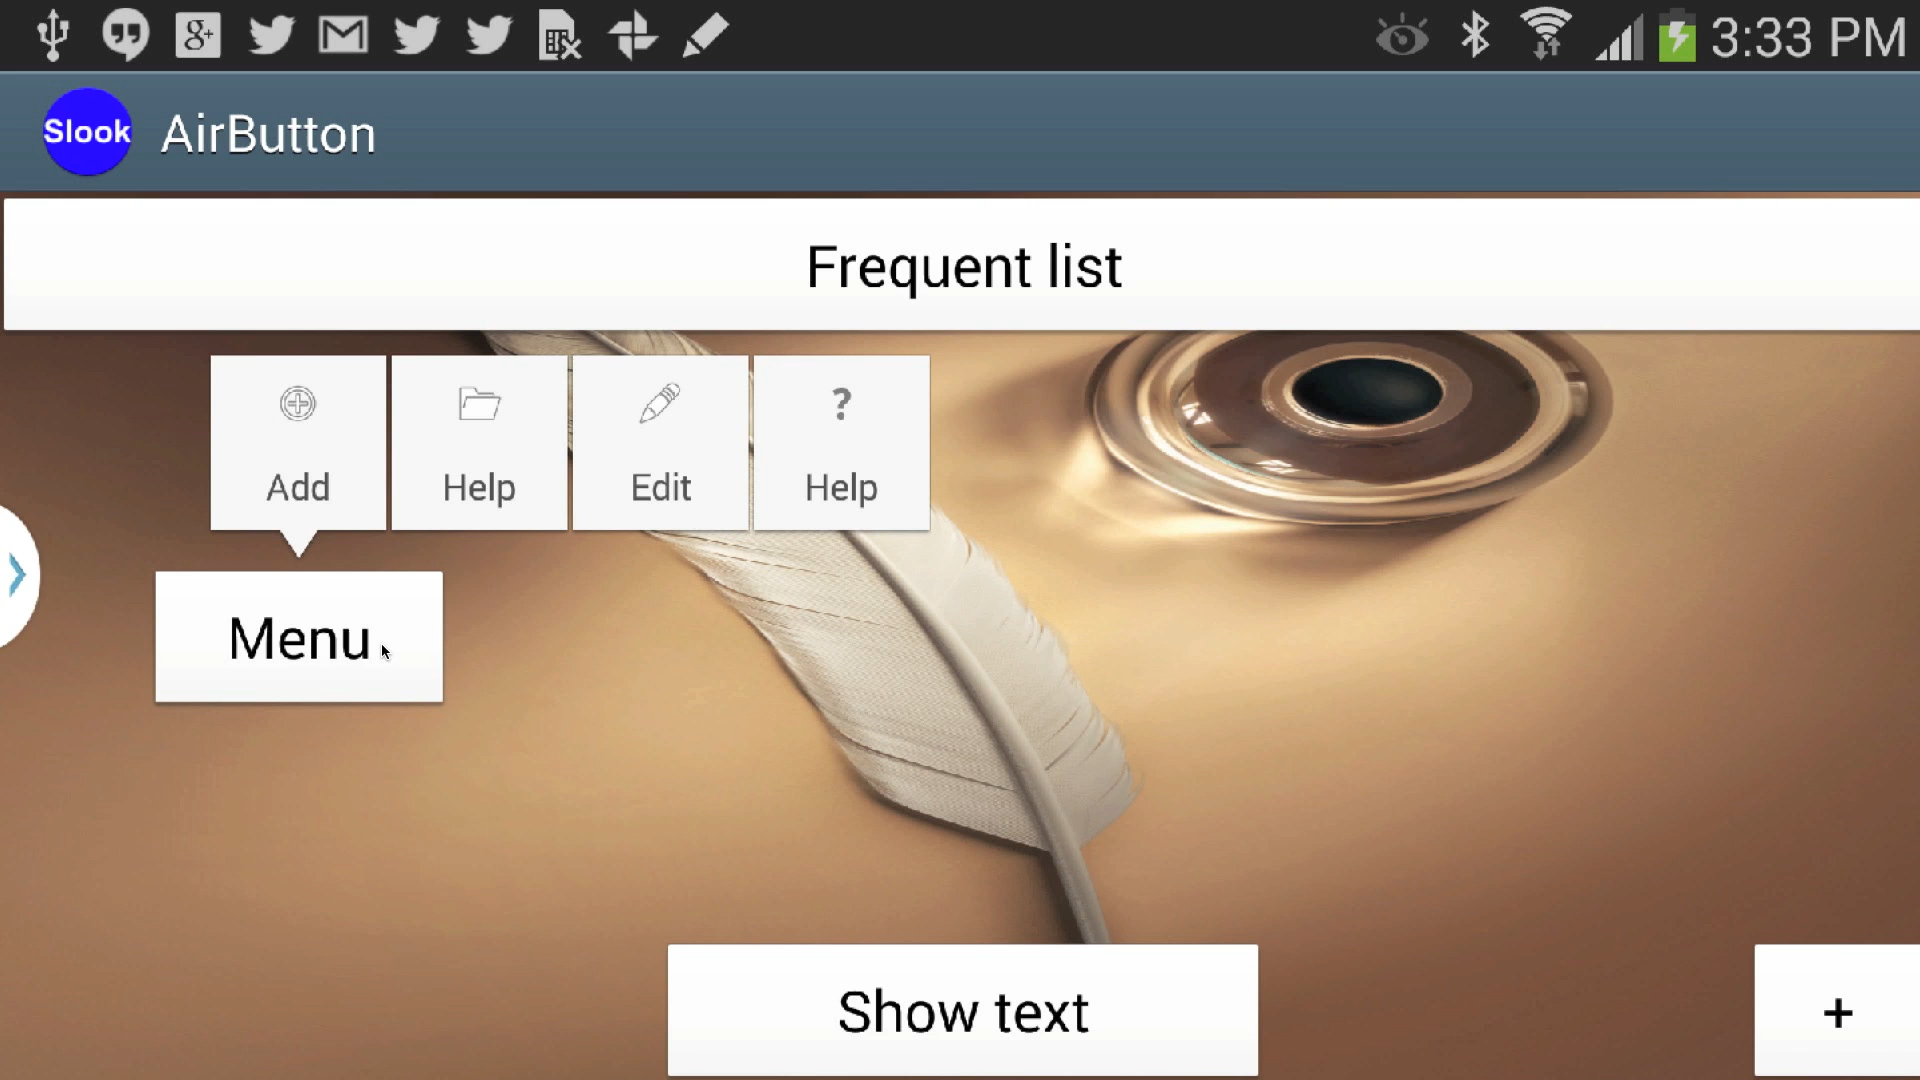 3:33 PM
Slook AirButton
Frequent list
Add Help Edit ? Help
Menu
Show text +